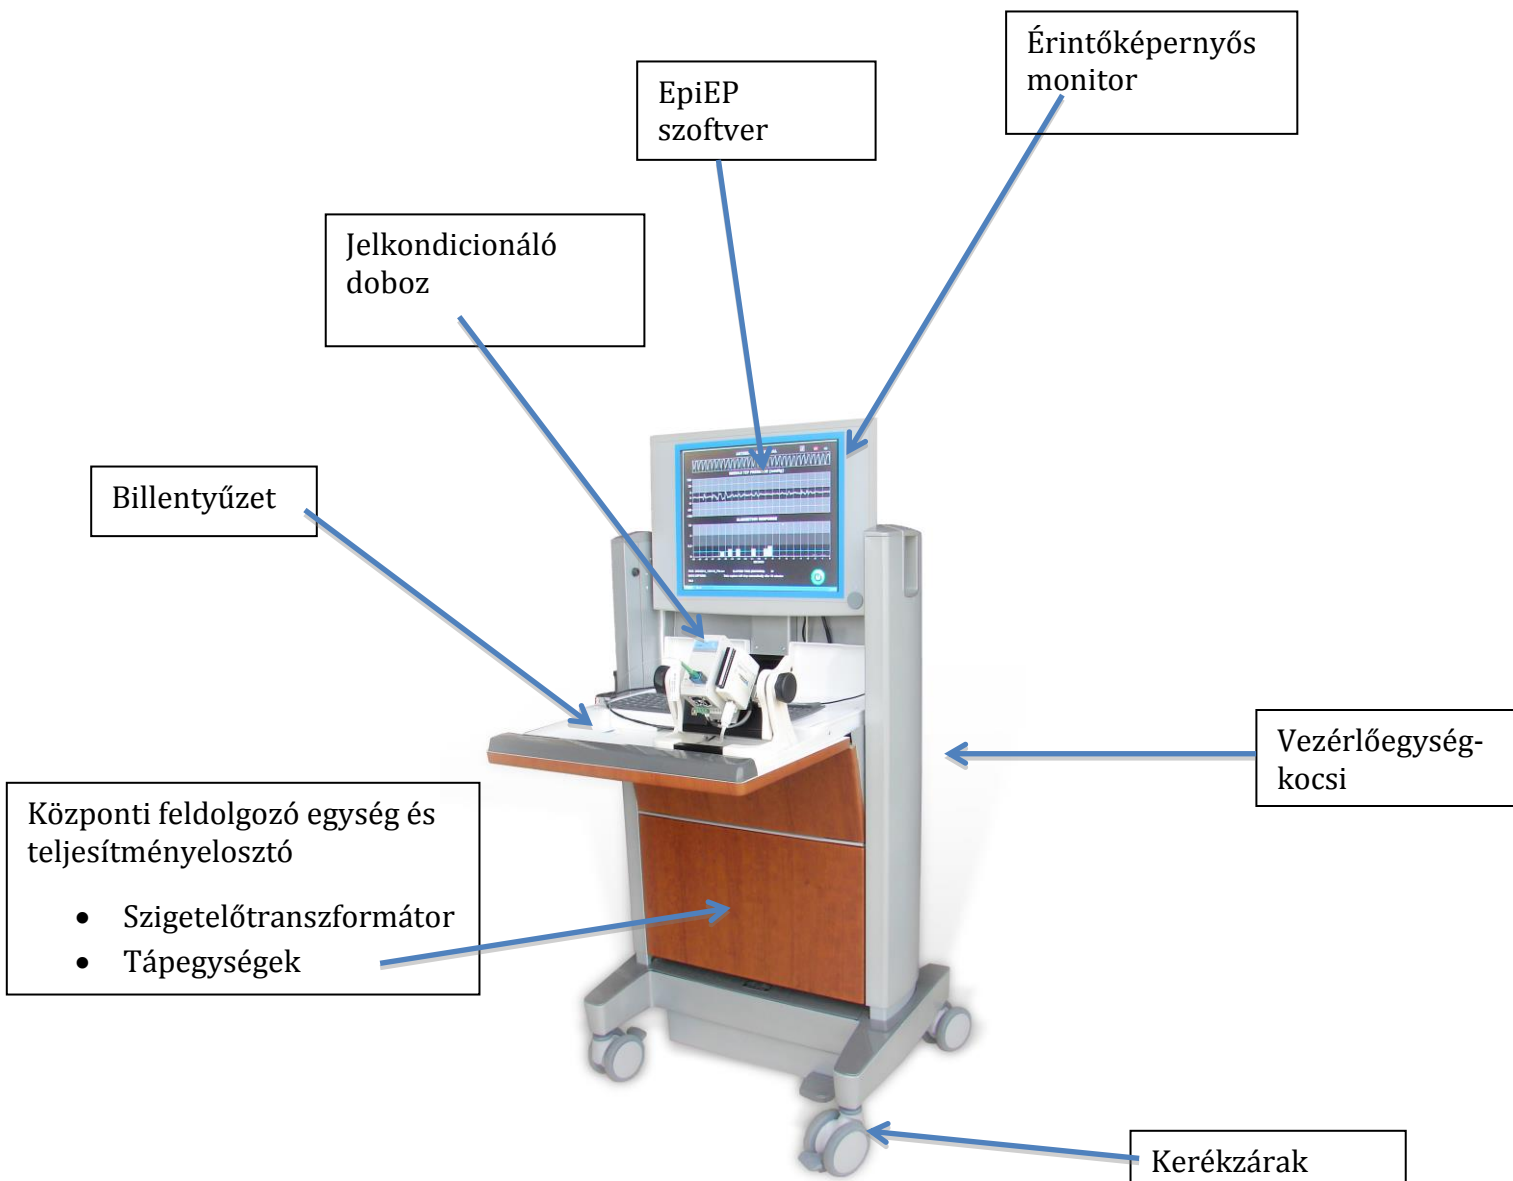 Érintőképernyős
monitor
EpiEP
szoftver
Jelkondicionáló
doboz
Billentyűzet
Vezérlőegység-
kocsi
Központi feldolgozó egység és
teljesítményelosztó
• Szigetelőtranszformátor
• Tápegységek
Kerékzárak